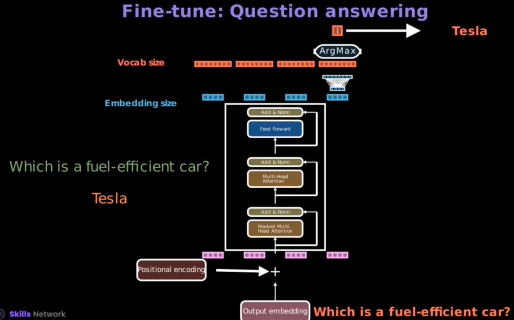 Fine-tune: Question answering
Tesla
ArgMax
Vocab size
Embedding size
Add & Norm
Feed Forward
Which is a fuel-efficient car?
Add & Norm
Multi Head
Attention
Tesla
Add & Norm
Masked Multi
Head Attention
Positional encoding
+
Output embedding
Which is a fuel-efficient car?
Skills Network